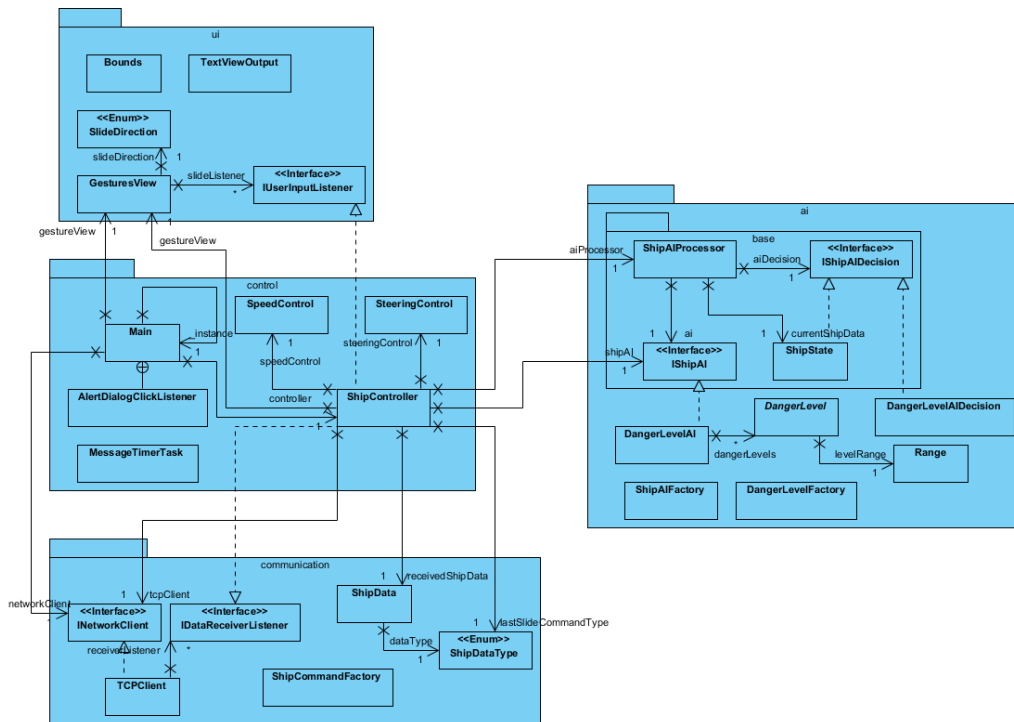 ui
Bounds
TextViewOutput
<<Enum>>
SlideDirection
slideDirection
1
GesturesView
slideListener
*
<<Interface>>
IUserInputListener
gestureView
1
gestureView
1
control
Main
instance
1
SpeedControl
1
speedControl
SteeringControl
steeringControl
1
AlertDialogClickListener
controller
1
ShipController
MessageTimerTask
ai
base
aiProcessor
1
ShipAIProcessor
aiDecision
1
<<Interface>>
IShipAIDecision
1
ai
1
currentShipData
shipAI
1
<<Interface>>
IShipAI
ShipState
DangerLevelAI
*
dangerLevels
DangerLevel
levelRange
1
DangerLevelAIDecision
Range
ShipAIFactory
DangerLevelFactory
communication
networkClient
1
tcpClient
<<Interface>>
INetworkClient
receiverListener
*
<<Interface>>
IDataReceiverListener
TCPClient
1
receivedShipData
ShipData
dataType
1
1
lastSlideCommandType
<<Enum>>
ShipDataType
ShipCommandFactory